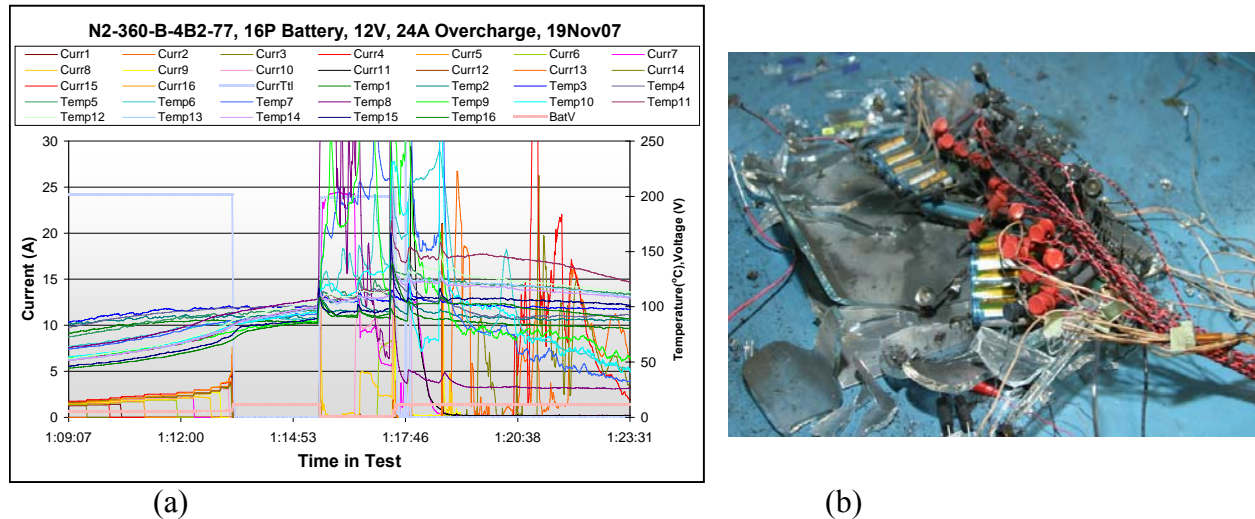 N2-360-B-4B2-77, 16P Battery, 12V, 24A Overcharge, 19Nov07
Curr1 Curr2 Curr3 Curr4 Curr5 Curr6 Curr7
Curr8 Curr9 Curr10 Curr11 Curr12 Curr13 Curr14
Curr15 Curr16 CurrTtl Temp1 Temp2 Temp3 Temp4
Temp5 Temp6 Temp7 Temp8 Temp9 Temp10 Temp11
Temp12 Temp13 Temp14 Temp15 Temp16 BatV
30 250
25
200
20
150
15
100
10
50
5
0 0
Current (A)
Temperature(°C),Voltage (V)
1:09:07 1:12:00 1:14:53 1:17:46 1:20:38 1:23:31
Time in Test
(a) (b)